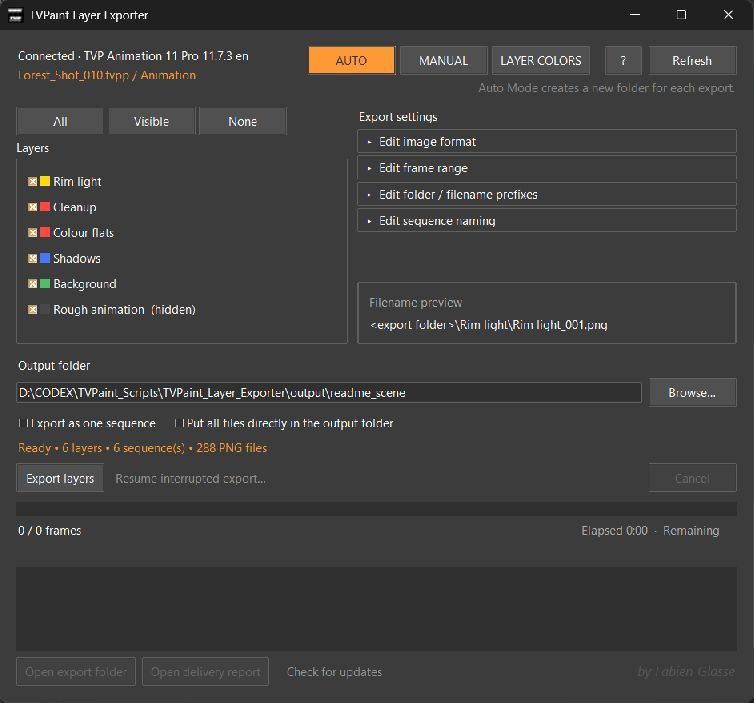 TVPaint Layer Exporter
Connected · TVP Animation 11 Pro 11.7.3 en
Forest_Shot_010.tvpp / Animation
AUTO
MANUAL
LAYER COLORS
?
Refresh
Auto Mode creates a new folder for each export.
All
Visible
None
Layers
Rim light
Cleanup
Colour flats
Shadows
Background
Rough animation (hidden)
Export settings
Edit image format
Edit frame range
Edit folder / filename prefixes
Edit sequence naming
Filename preview
<export folder>\Rim light\Rim light_001.png
Output folder
D:\CODEX\TVPaint_Scripts\TVPaint_Layer_Exporter\output\readme_scene
Browse...
Export as one sequence
Put all files directly in the output folder
Ready • 6 layers • 6 sequence(s) • 288 PNG files
Export layers
Resume interrupted export...
Cancel
0 / 0 frames
Elapsed 0:00 · Remaining
Open export folder
Open delivery report
Check for updates
by Fabien Glasse